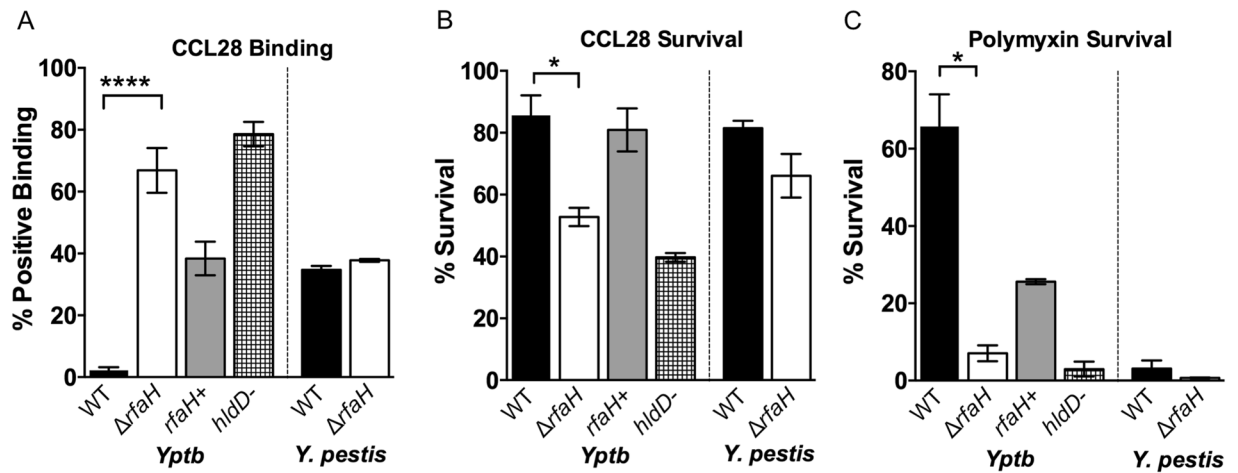 A
CCL28 Binding
% Positive Binding
100
80
60
40
20
0
****
WT
ΔrfaH
rfaH+
hldD-
WT
ΔrfaH
Yptb
Y. pestis
B
CCL28 Survival
% Survival
100
80
60
40
20
0
*
WT
ΔrfaH
rfaH+
hldD-
WT
ΔrfaH
Yptb
Y. pestis
C
Polymyxin Survival
% Survival
80
60
40
20
0
*
WT
ΔrfaH
rfaH+
hldD-
WT
ΔrfaH
Yptb
Y. pestis